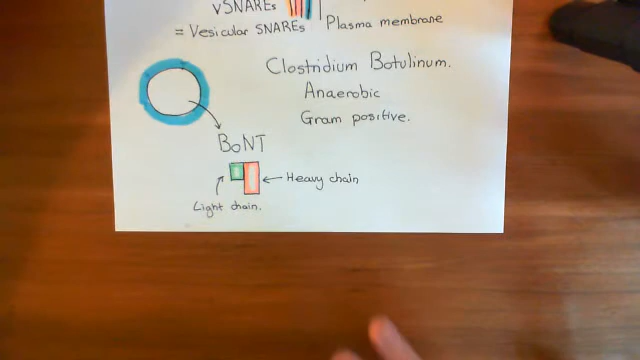 vSNAREs
= Vesicular SNAREs Plasma membrane
Clostridium Botulinum.
Anaerobic
Gram positive.
BoNT
Heavy chain
Light chain.